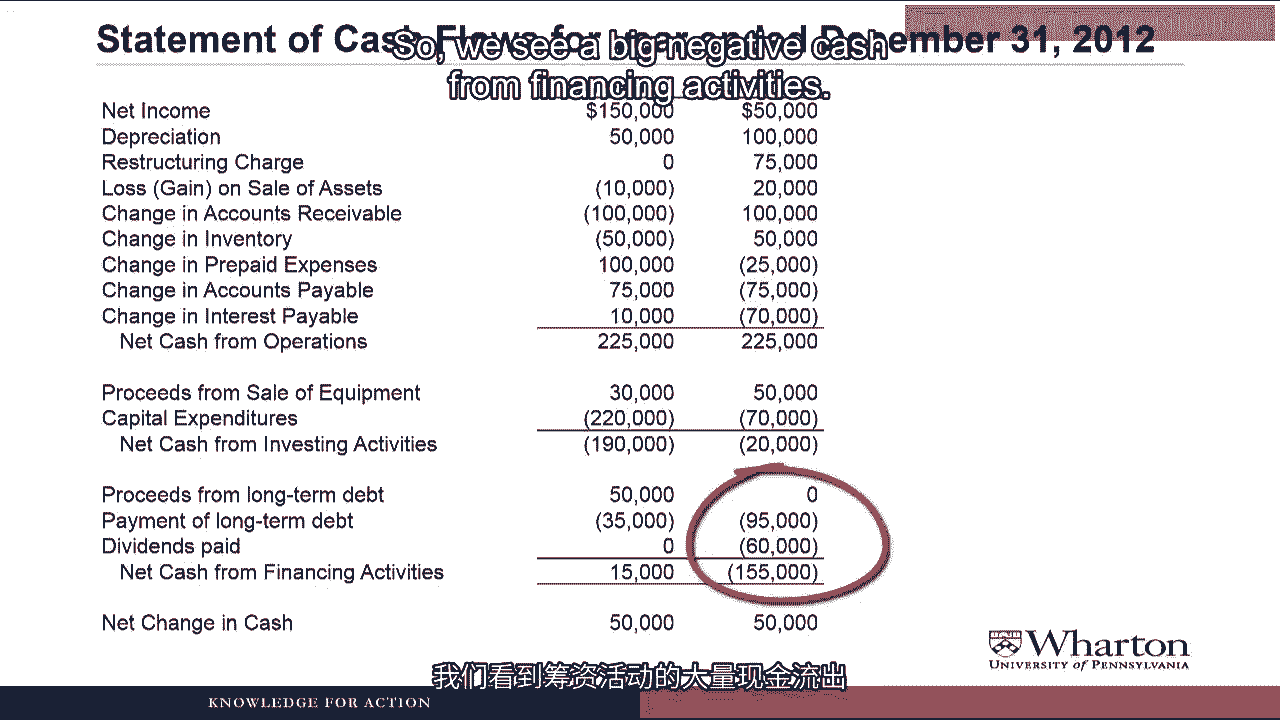 Statement of Cash Flows for year ended December 31, 2012
So, we see a big negative cash
from financing activities.
Net Income $150,000 $50,000
Depreciation 50,000 100,000
Restructuring Charge 0 75,000
Loss (Gain) on Sale of Assets (10,000) 20,000
Change in Accounts Receivable (100,000) 100,000
Change in Inventory (50,000) 50,000
Change in Prepaid Expenses 100,000 (25,000)
Change in Accounts Payable 75,000 (75,000)
Change in Interest Payable 10,000 (70,000)
Net Cash from Operations 225,000 225,000
Proceeds from Sale of Equipment 30,000 50,000
Capital Expenditures (220,000) (70,000)
Net Cash from Investing Activities (190,000) (20,000)
Proceeds from long-term debt 50,000 0
Payment of long-term debt (35,000) (95,000)
Dividends paid 0 (60,000)
Net Cash from Financing Activities 15,000 (155,000)
Net Change in Cash 50,000 50,000
Wharton
UNIVERSITY of PENNSYLVANIA
我们看到筹资活动的大量现金流出
KNOWLEDGE FOR ACTION